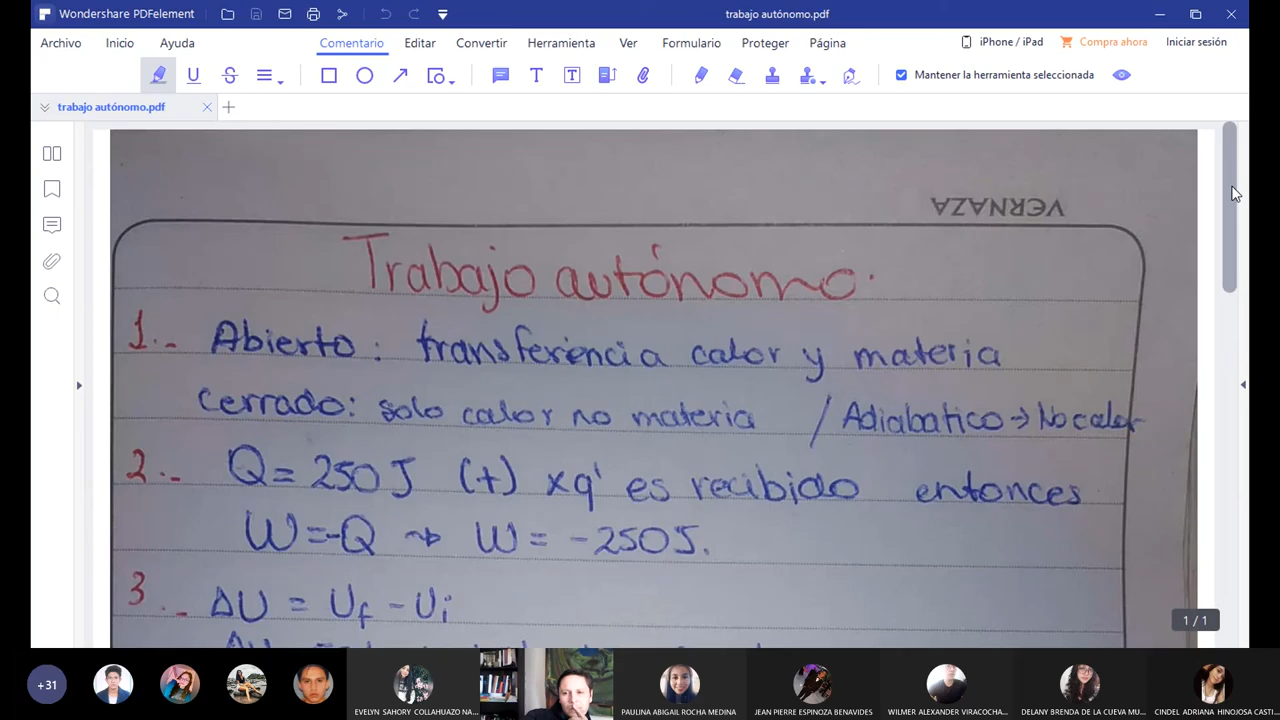 Wondershare PDFelement
trabajo autónomo.pdf
Archivo Inicio Ayuda Comentario Editar Convertir Herramienta Ver Formulario Proteger Página iPhone / iPad Compra ahora Iniciar sesión
Mantener la herramienta seleccionada
trabajo autónomo.pdf
VERNAZA
Trabajo autónomo.
1.- Abierto: transferencia calor y materia
cerrado: solo calor no materia / Adiabatico → No calor
2.- Q = 250 J (+) xq' es recibido entonces
W = -Q → W = -250 J.
3.- ΔU = Uf - Ui
1 / 1
+31
EVELYN SAHORY COLLAHUAZO NA...
PAULINA ABIGAIL ROCHA MEDINA
JEAN PIERRE ESPINOZA BENAVIDES
WILMER ALEXANDER VIRACOCHA...
DELANY BRENDA DE LA CUEVA MU...
CINDEL ADRIANA HINOJOSA CASTI...